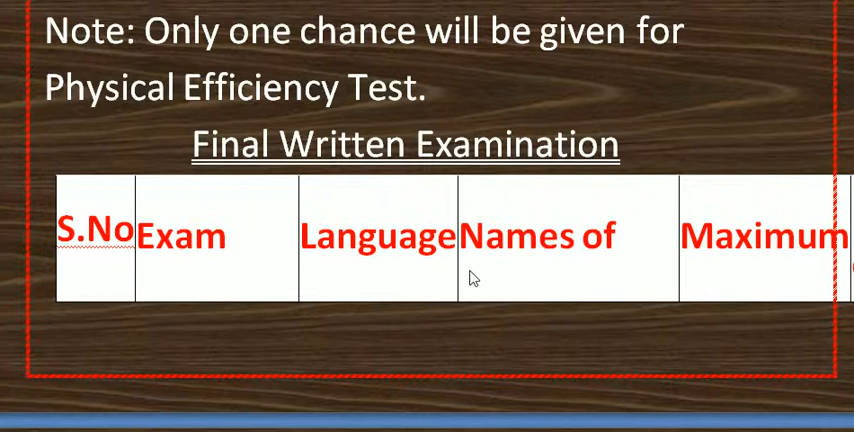 Note: Only one chance will be given for
Physical Efficiency Test.
Final Written Examination
S.No Exam Language Names of Maximum